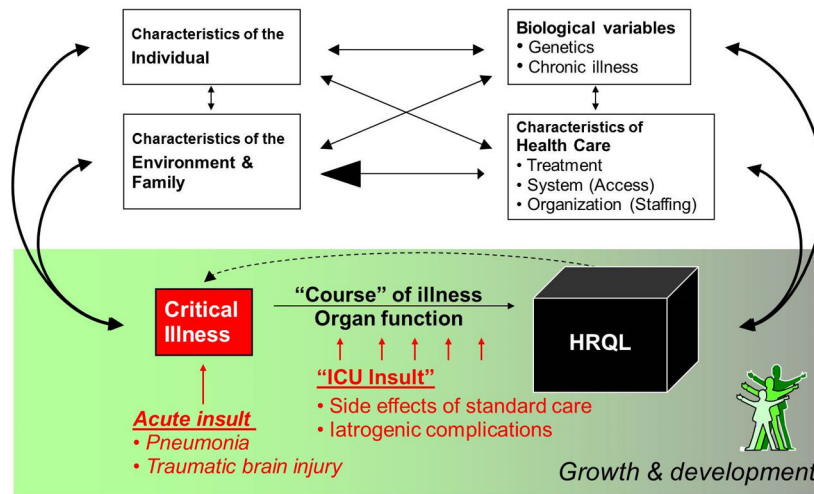 Characteristics of the
Individual
Biological variables
• Genetics
• Chronic illness
Characteristics of the
Environment &
Family
Characteristics of
Health Care
• Treatment
• System (Access)
• Organization (Staffing)
Critical
Illness
“Course” of illness
Organ function
HRQL
“ICU Insult”
• Side effects of standard care
• Iatrogenic complications
Acute insult
• Pneumonia
• Traumatic brain injury
Growth & development